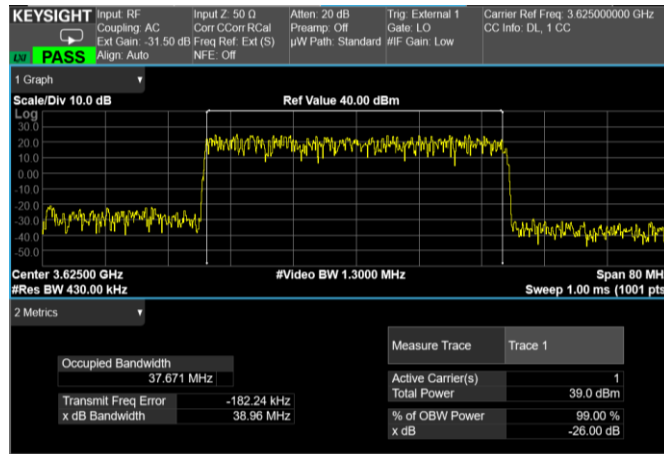 KEYSIGHT Input: RF Input Z: 50 Ω Atten: 20 dB Trig: External 1 Carrier Ref Freq: 3.625000000 GHz
Coupling: AC Corr CCorr RCal Preamp: Off Gate: LO CC Info: DL, 1 CC
Ext Gain: -31.50 dB Freq Ref: Ext (S) µW Path: Standard #IF Gain: Low
LXI PASS Align: Auto NFE: Off
1 Graph
Scale/Div 10.0 dB Ref Value 40.00 dBm
Log
30.0
20.0
10.0
0.00
-10.0
-20.0
-30.0
-40.0
-50.0
Center 3.62500 GHz #Video BW 1.3000 MHz Span 80 MH
#Res BW 430.00 kHz Sweep 1.00 ms (1001 pts
2 Metrics
Measure Trace Trace 1
Occupied Bandwidth
37.671 MHz
Active Carrier(s) 1
Total Power 39.0 dBm
Transmit Freq Error -182.24 kHz
x dB Bandwidth 38.96 MHz
% of OBW Power 99.00 %
x dB -26.00 dB